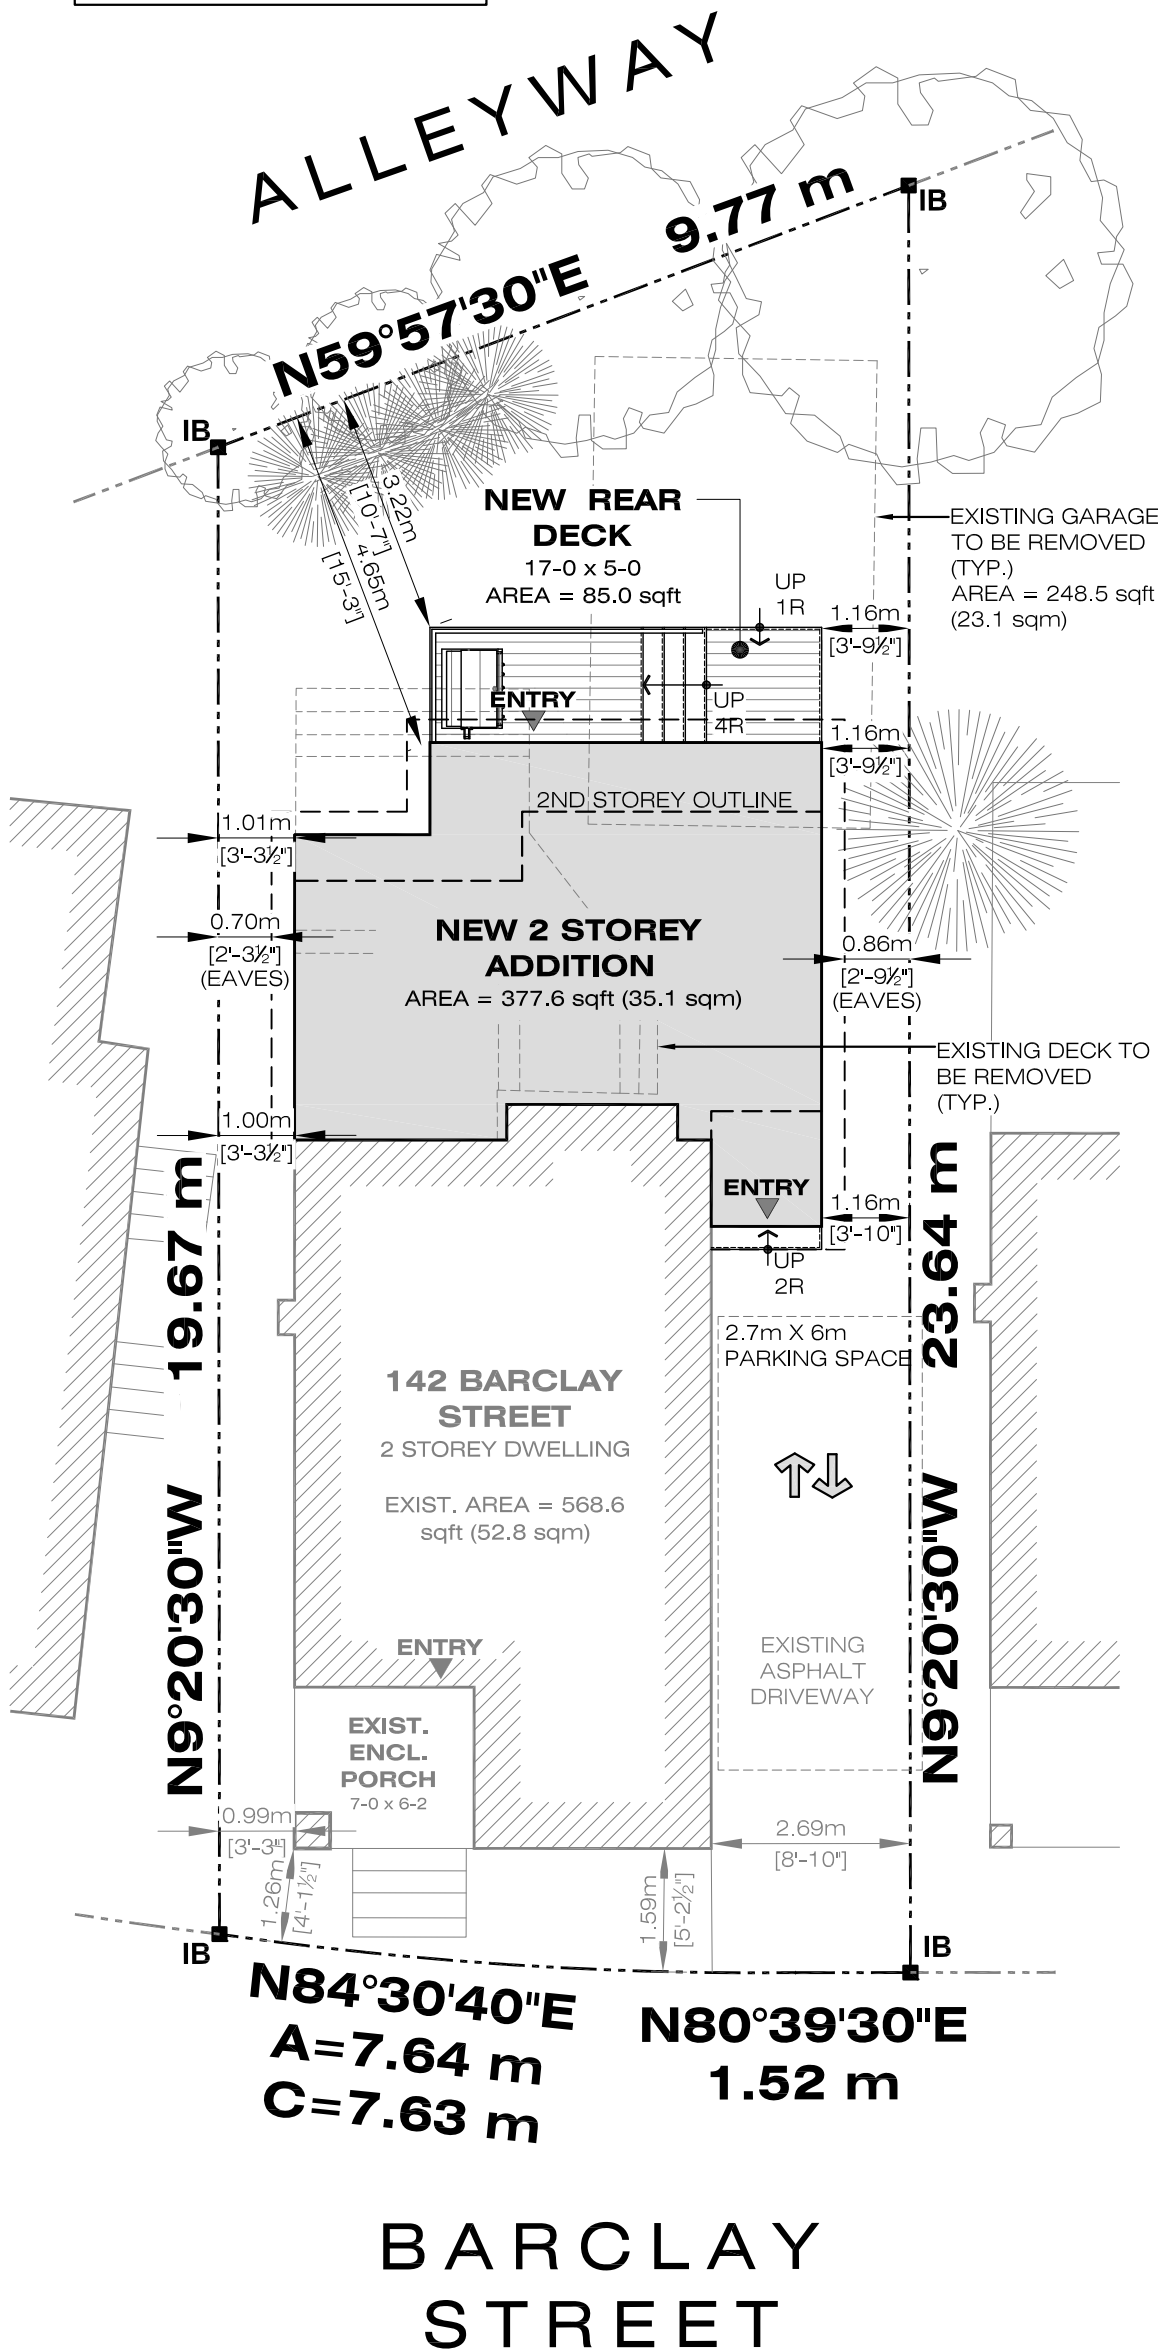 ALLEYWAY
N59°57'30"E 9.77 m
IB
IB
3.22m
[10'-7"]
4.65m
[15'-3"]
NEW REAR
DECK
17-0 x 5-0
AREA = 85.0 sqft
EXISTING GARAGE
TO BE REMOVED
(TYP.)
AREA = 248.5 sqft
(23.1 sqm)
UP
1R
1.16m
[3'-9½"]
ENTRY
UP
4R
1.16m
[3'-9½"]
2ND STOREY OUTLINE
1.01m
[3'-3½"]
0.70m
[2'-3½"]
(EAVES)
NEW 2 STOREY
ADDITION
AREA = 377.6 sqft (35.1 sqm)
0.86m
[2'-9½"]
(EAVES)
EXISTING DECK TO
BE REMOVED
(TYP.)
1.00m
[3'-3½"]
ENTRY
1.16m
[3'-10"]
UP
2R
N9°20'30"W 19.67 m
N9°20'30"W 23.64 m
2.7m X 6m
PARKING SPACE
142 BARCLAY
STREET
2 STOREY DWELLING
EXIST. AREA = 568.6
sqft (52.8 sqm)
ENTRY
EXISTING
ASPHALT
DRIVEWAY
EXIST.
ENCL.
PORCH
7-0 x 6-2
0.99m
[3'-3"]
2.69m
[8'-10"]
1.26m
[4'-1½"]
1.59m
[5'-2½"]
IB
IB
N84°30'40"E
A=7.64 m
C=7.63 m
N80°39'30"E
1.52 m
BARCLAY
STREET